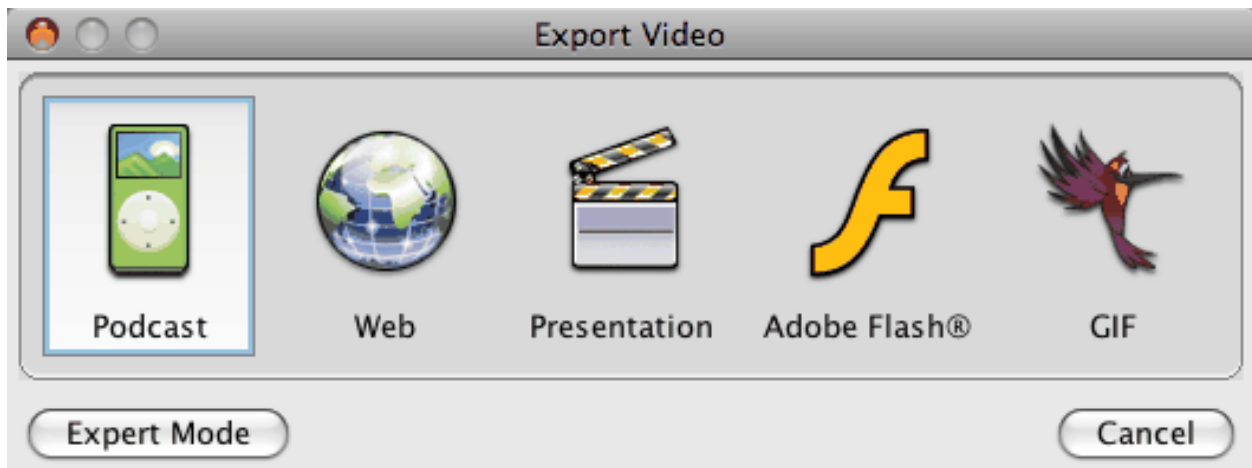 Export Video
Podcast Web Presentation Adobe Flash® GIF
Expert Mode Cancel